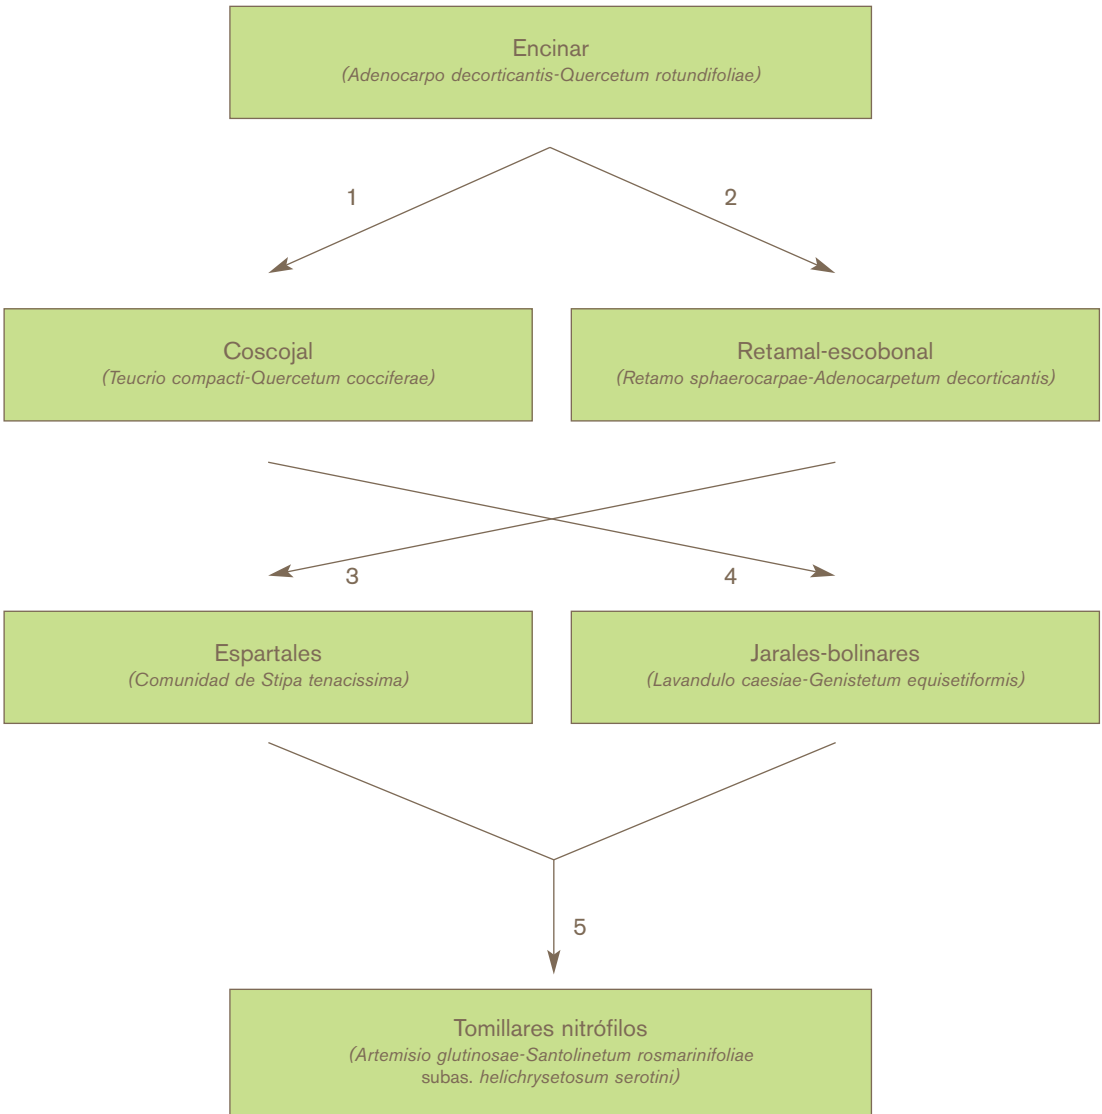 Encinar
(Adenocarpo decorticantis-Quercetum rotundifoliae)
1
2
Coscojal
(Teucrio compacti-Quercetum cocciferae)
Retamal-escobonal
(Retamo sphaerocarpae-Adenocarpetum decorticantis)
3
4
Espartales
(Comunidad de Stipa tenacissima)
Jarales-bolinares
(Lavandulo caesiae-Genistetum equisetiformis)
5
Tomillares nitrófilos
(Artemisio glutinosae-Santolinetum rosmarinifoliae
subas. helichrysetosum serotini)